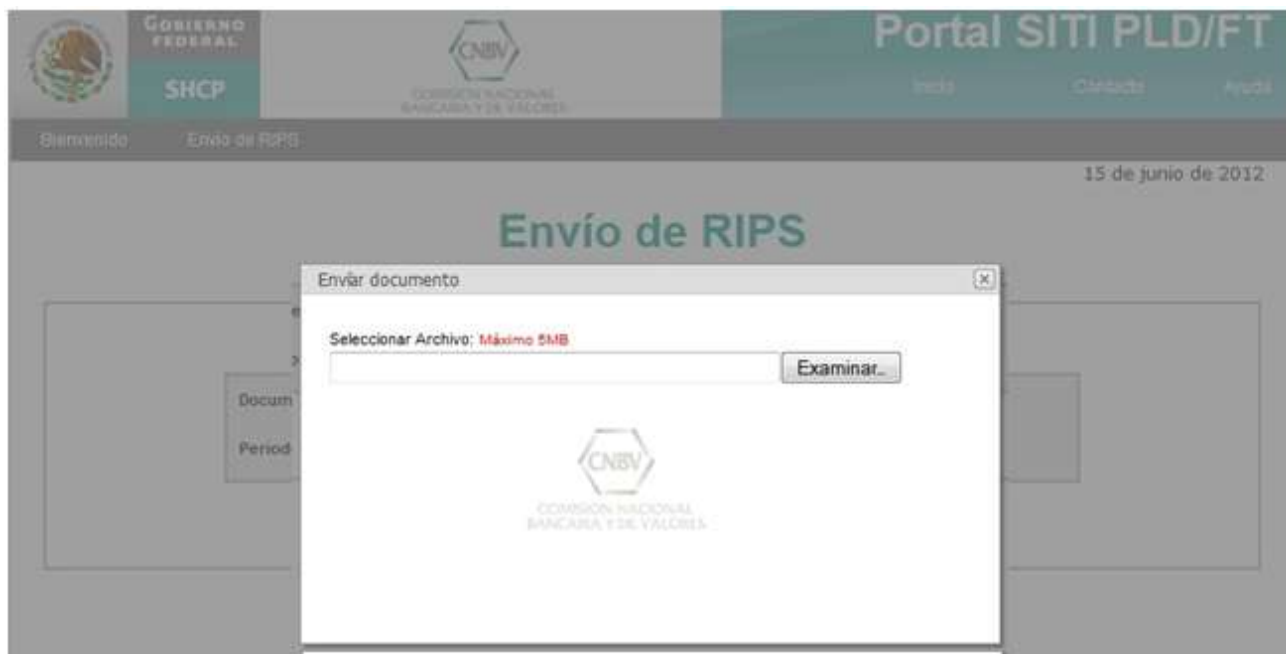 GOBIERNO
FEDERAL
SHCP
CNBV
COMISIÓN NACIONAL
BANCARIA Y DE VALORES
Portal SITI PLD/FT
Inicio Contacto Ayuda
Bienvenido Envío de RIPS
15 de junio de 2012
Envío de RIPS
Enviar documento
Seleccionar Archivo: Máximo 5MB
Examinar..
Docum
Period
CNBV
COMISIÓN NACIONAL
BANCARIA Y DE VALORES